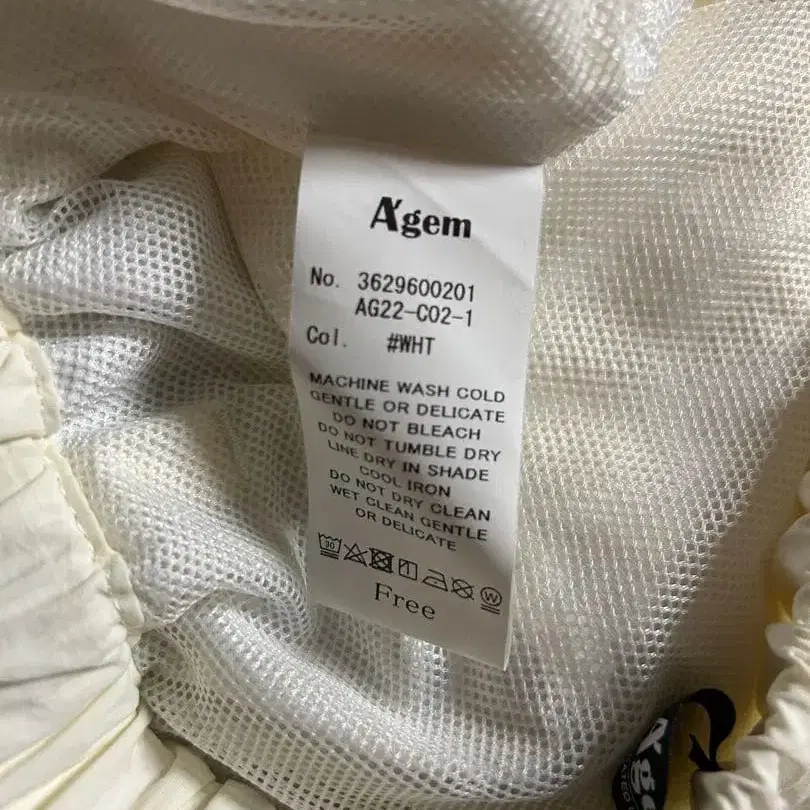 A'gem
No. 3629600201
AG22-C02-1
Col. #WHT
MACHINE WASH COLD
GENTLE OR DELICATE
DO NOT BLEACH
DO NOT TUMBLE DRY
LINE DRY IN SHADE
COOL IRON
DO NOT DRY CLEAN
WET CLEAN GENTLE
OR DELICATE
30 W
Free